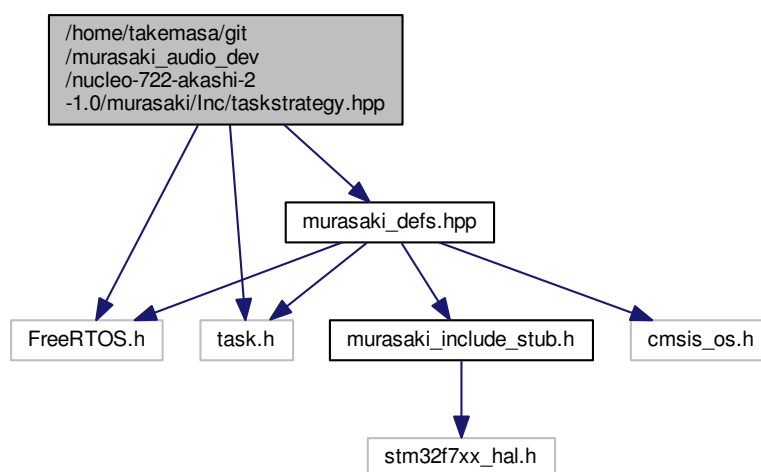 /home/takemasa/git
/murasaki_audio_dev
/nucleo-722-akashi-2
-1.0/murasaki/Inc/taskstrategy.hpp
murasaki_defs.hpp
FreeRTOS.h
task.h
murasaki_include_stub.h
cmsis_os.h
stm32f7xx_hal.h